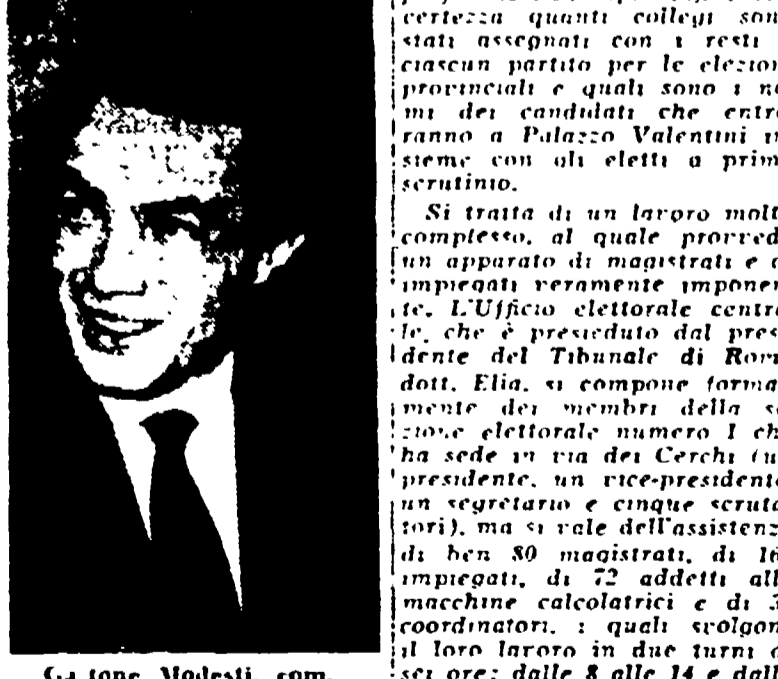 certezza quanti collegi son
stati assegnati con i resti
ciascun partito per le elezion
provinciali e quali sono i no
mi dei candidati che entre
ranno a Palazzo Valentini in
sieme con gli eletti a prim
scrutinio.
Si tratta di un lavoro molt
complesso, al quale provved
un apparato di magistrati e d
impiegati veramente imponen
te. L'Ufficio elettorale centra
le, che è presieduto dal pres
dente del Tribunale di Rom
dott. Elia, si compone forma
mente dei membri della se
zione elettorale numero 1 ch
ha sede in via dei Cerchi (u
presidente, un vice-presidente
un segretario e cinque scruta
tori), ma si vale dell'assistenz
di ben 80 magistrati, di 16
impiegati, di 72 addetti all
macchine calcolatrici e di 3
coordinatori, i quali svolgon
il loro lavoro in due turni d
sei ore: dalle 8 alle 14 e dall
Modesti, com.